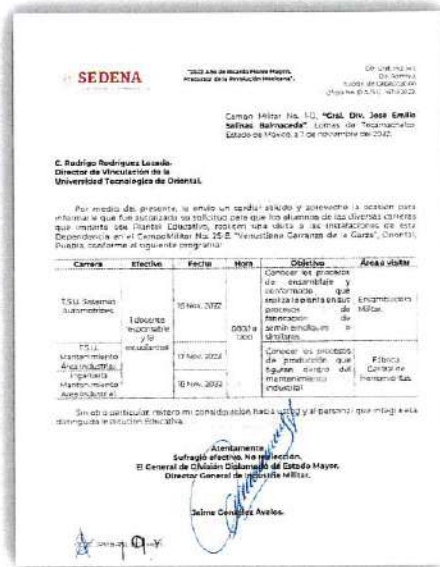 SEDENA
"2022 Año de Ricardo Flores Magón,
Precursor de la Revolución Mexicana".
Campo Militar No. 1-D, "Gral. Div. José Emilio
Salinas Balmaceda", Lomas de Tecamachalco,
Estado de México, a 7 de noviembre del 2022.
C. Rodrigo Rodríguez Lozada.
Director de Vinculación de la
Universidad Tecnológica de Oriental.
Por medio del presente, le envío un cordial saludo y aprovecho la ocasión para
informarle que fue autorizada su solicitud para que los alumnos de las diversas carreras
que imparte ese Plantel Educativo, realicen una visita a las instalaciones de esta
Dependencia en el Campo Militar No. 25-E "Venustiano Carranza de la Garza", Oriental,
Puebla, conforme al siguiente programa:
Carrera Efectivo Fecha Hora Objetivo Área a visitar
T.S.U. Sistemas
Automotrices
16 Nov. 2022
Conocer los procesos
de ensamblaje y
conformado que
realiza la planta en sus
procesos de
fabricación de
semirremolques o
similares.
Ensambladora
Militar.
1 docente
responsable
y 19
estudiantes
T.S.U.
Mantenimiento
Área Industrial
17 Nov. 2022
Ingeniería
Mantenimiento
Área Industrial
18 Nov. 2022
Conocer los procesos
de producción que
figuran dentro del
mantenimiento
industrial
Fábrica
Central de
Herramentales.
Sin otro particular, reitero mi consideración hacia usted y al personal que integra esa
distinguida Institución Educativa.
Atentamente.
Sufragio efectivo. No reelección.
El General de División Diplomado de Estado Mayor,
Director General de Industria Militar.
Jaime González Ávalos.